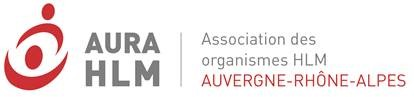 AURA
HLM
Association des
organismes HLM
AUVERGNE-RHÔNE-ALPES